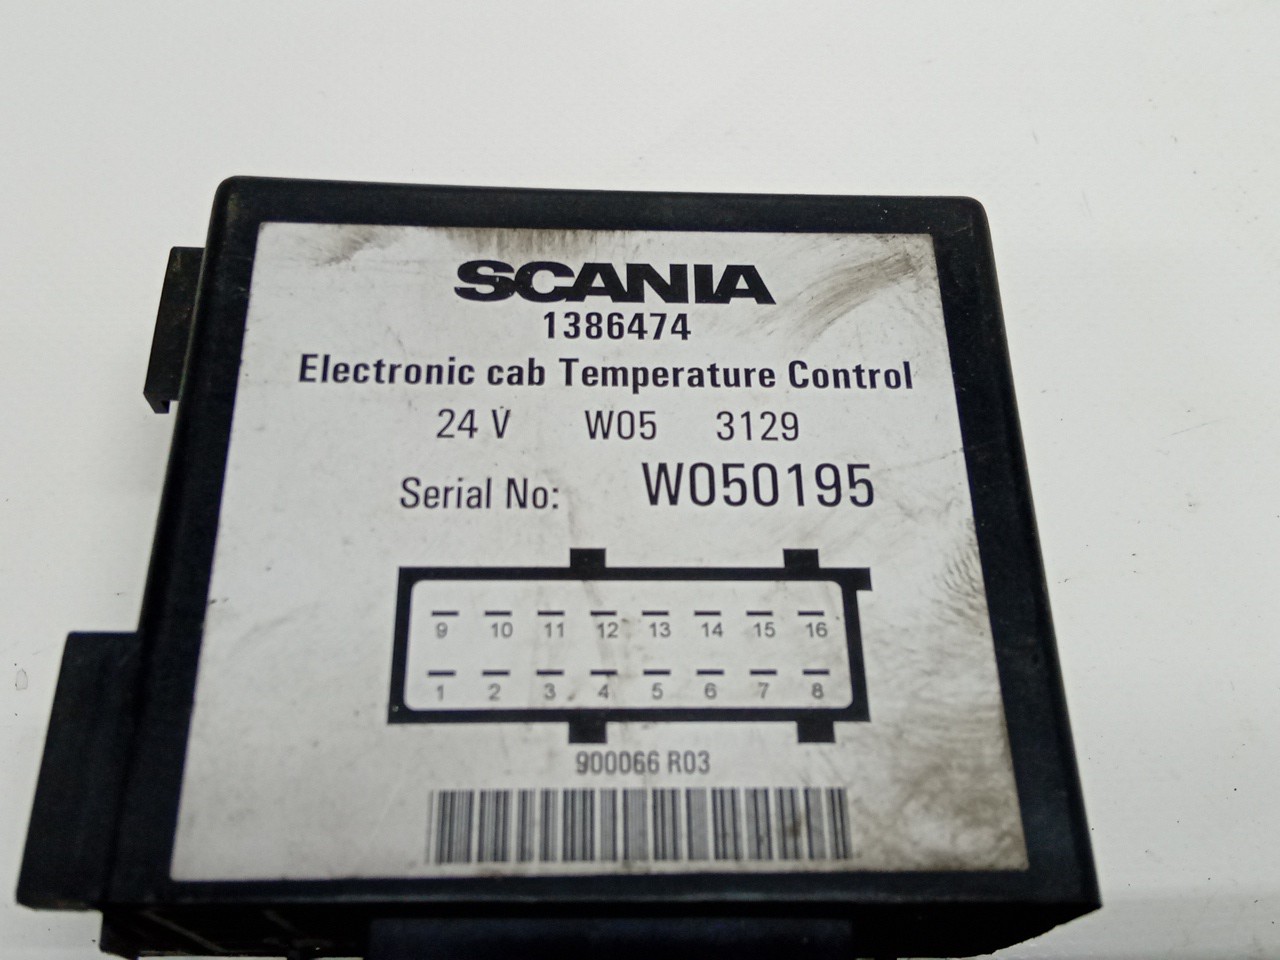 SCANIA
1386474
Electronic cab Temperature Control
24 V W05 3129
Serial No: W050195
9 10 11 12 13 14 15 16
1 2 3 4 5 6 7 8
900066 R03